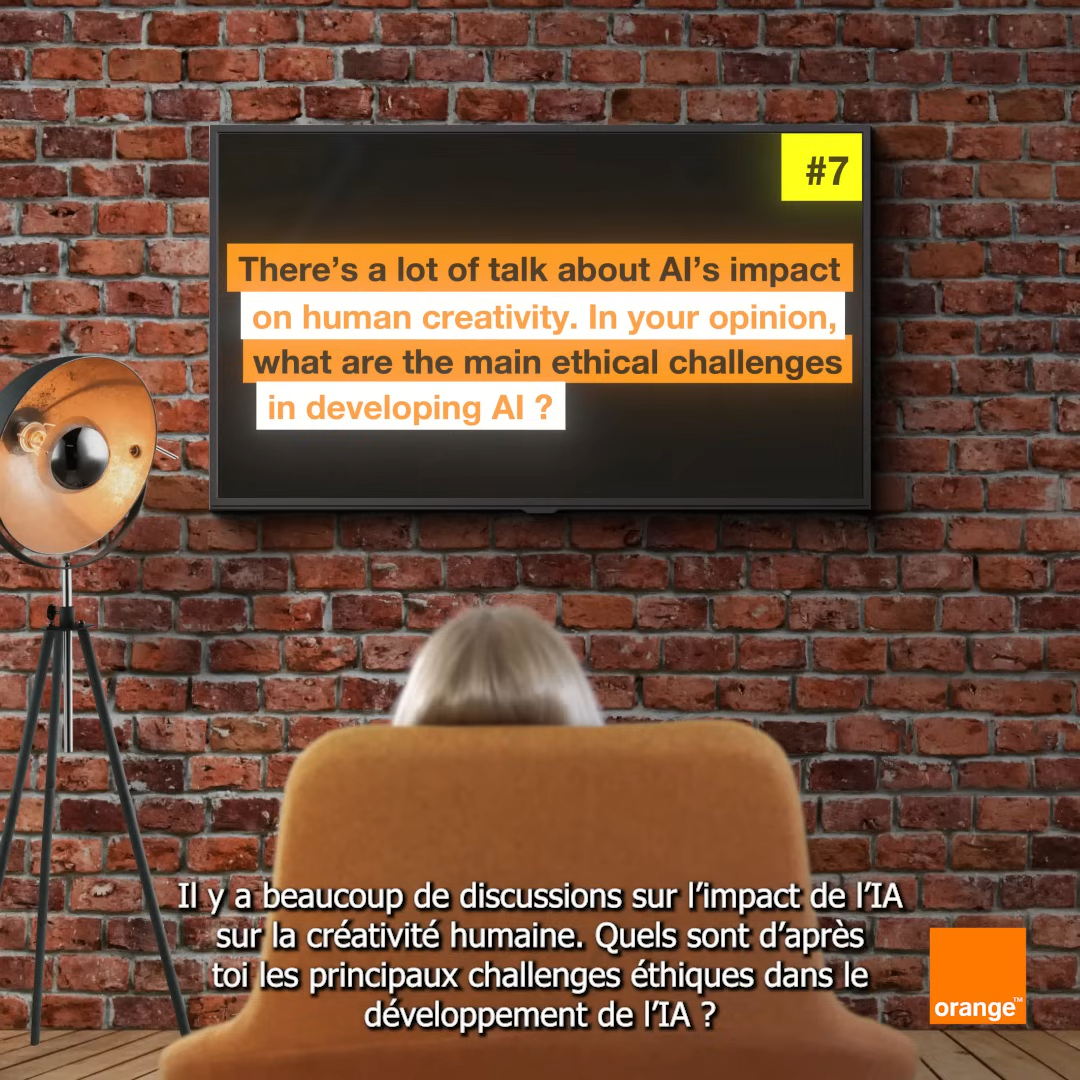 #7
There's a lot of talk about AI's impact
on human creativity. In your opinion,
what are the main ethical challenges
in developing AI ?
Il y a beaucoup de discussions sur l'impact de l'IA
sur la créativité humaine. Quels sont d'après
toi les principaux challenges éthiques dans le
développement de l'IA ?
orange™